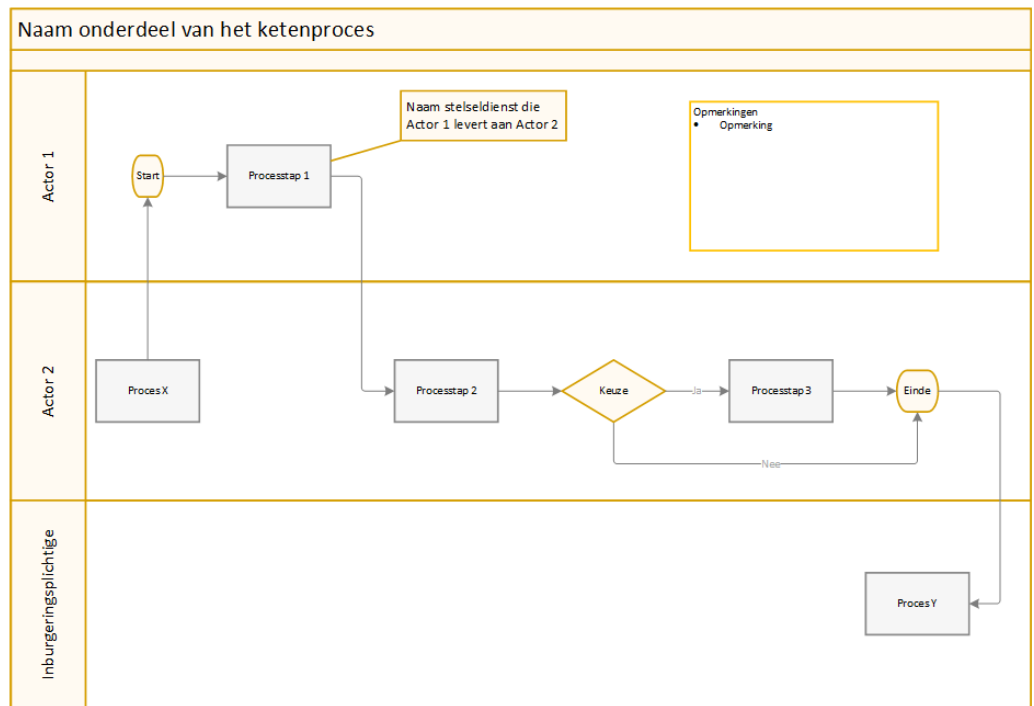 Naam onderdeel van het ketenproces
Actor 1
Naam stelseldienst die
Actor 1 levert aan Actor 2
Opmerkingen
• Opmerking
Start
Processtap 1
Actor 2
Proces X
Processtap 2
Keuze
Ja
Processtap 3
Einde
Nee
Inburgeringsplichtige
Proces Y